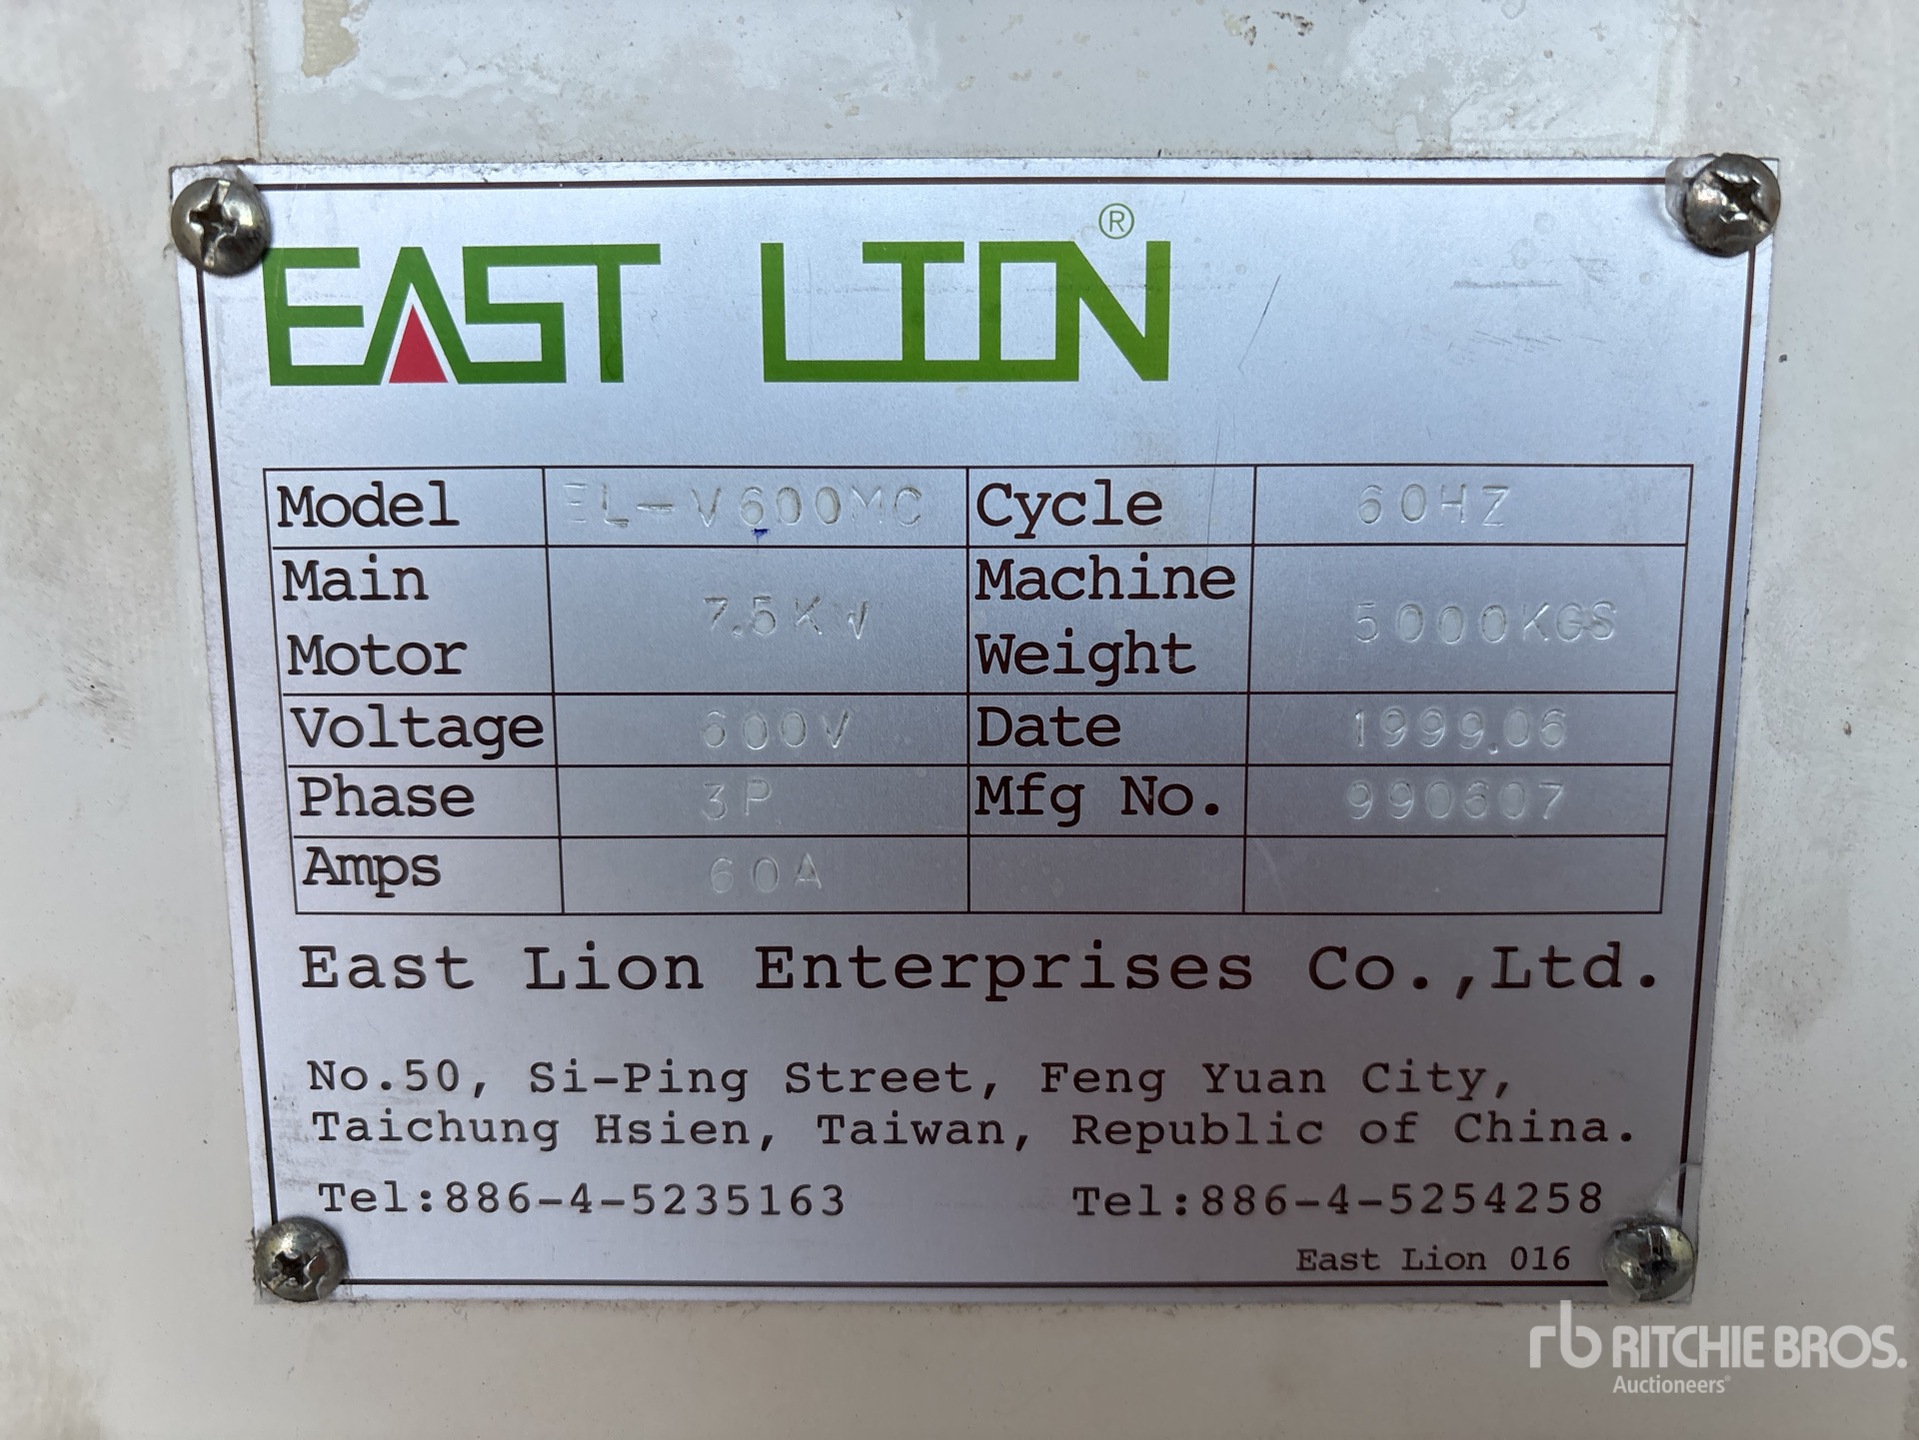 EAST LION®
Model EL-V600MC Cycle 60HZ
Main Motor 7.5KW Machine Weight 5000KGS
Voltage 600V Date 1999.06
Phase 3P Mfg No. 990607
Amps 60A
East Lion Enterprises Co.,Ltd.
No.50, Si-Ping Street, Feng Yuan City,
Taichung Hsien, Taiwan, Republic of China.
Tel:886-4-5235163 Tel:886-4-5254258
East Lion 016
rb RITCHIE BROS.
Auctioneers